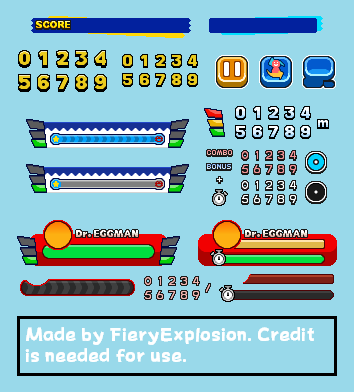 SCORE
0 1 2 3 4 0 1 2 3 4
5 6 7 8 9 5 6 7 8 9
0 1 2 3 4
5 6 7 8 9 m
COMBO 0 1 2 3 4
BONUS 5 6 7 8 9
+ 0 1 2 3 4
5 6 7 8 9
Dr. EGGMAN Dr. EGGMAN
0 1 2 3 4
5 6 7 8 9 /
Made by FieryExplosion. Credit
is needed for use.